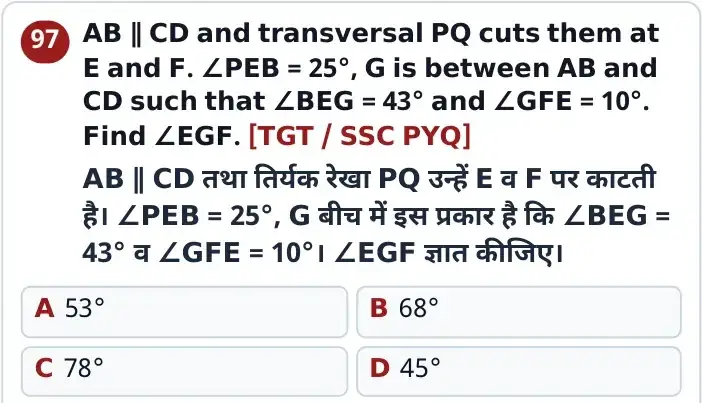 97 AB ∥ CD and transversal PQ cuts them at
E and F. ∠PEB = 25°, G is between AB and
CD such that ∠BEG = 43° and ∠GFE = 10°.
Find ∠EGF. [TGT / SSC PYQ]
AB ∥ CD तथा तिर्यक रेखा PQ उन्हें E व F पर काटती
है। ∠PEB = 25°, G बीच में इस प्रकार है कि ∠BEG =
43° व ∠GFE = 10°। ∠EGF ज्ञात कीजिए।
A 53°
B 68°
C 78°
D 45°